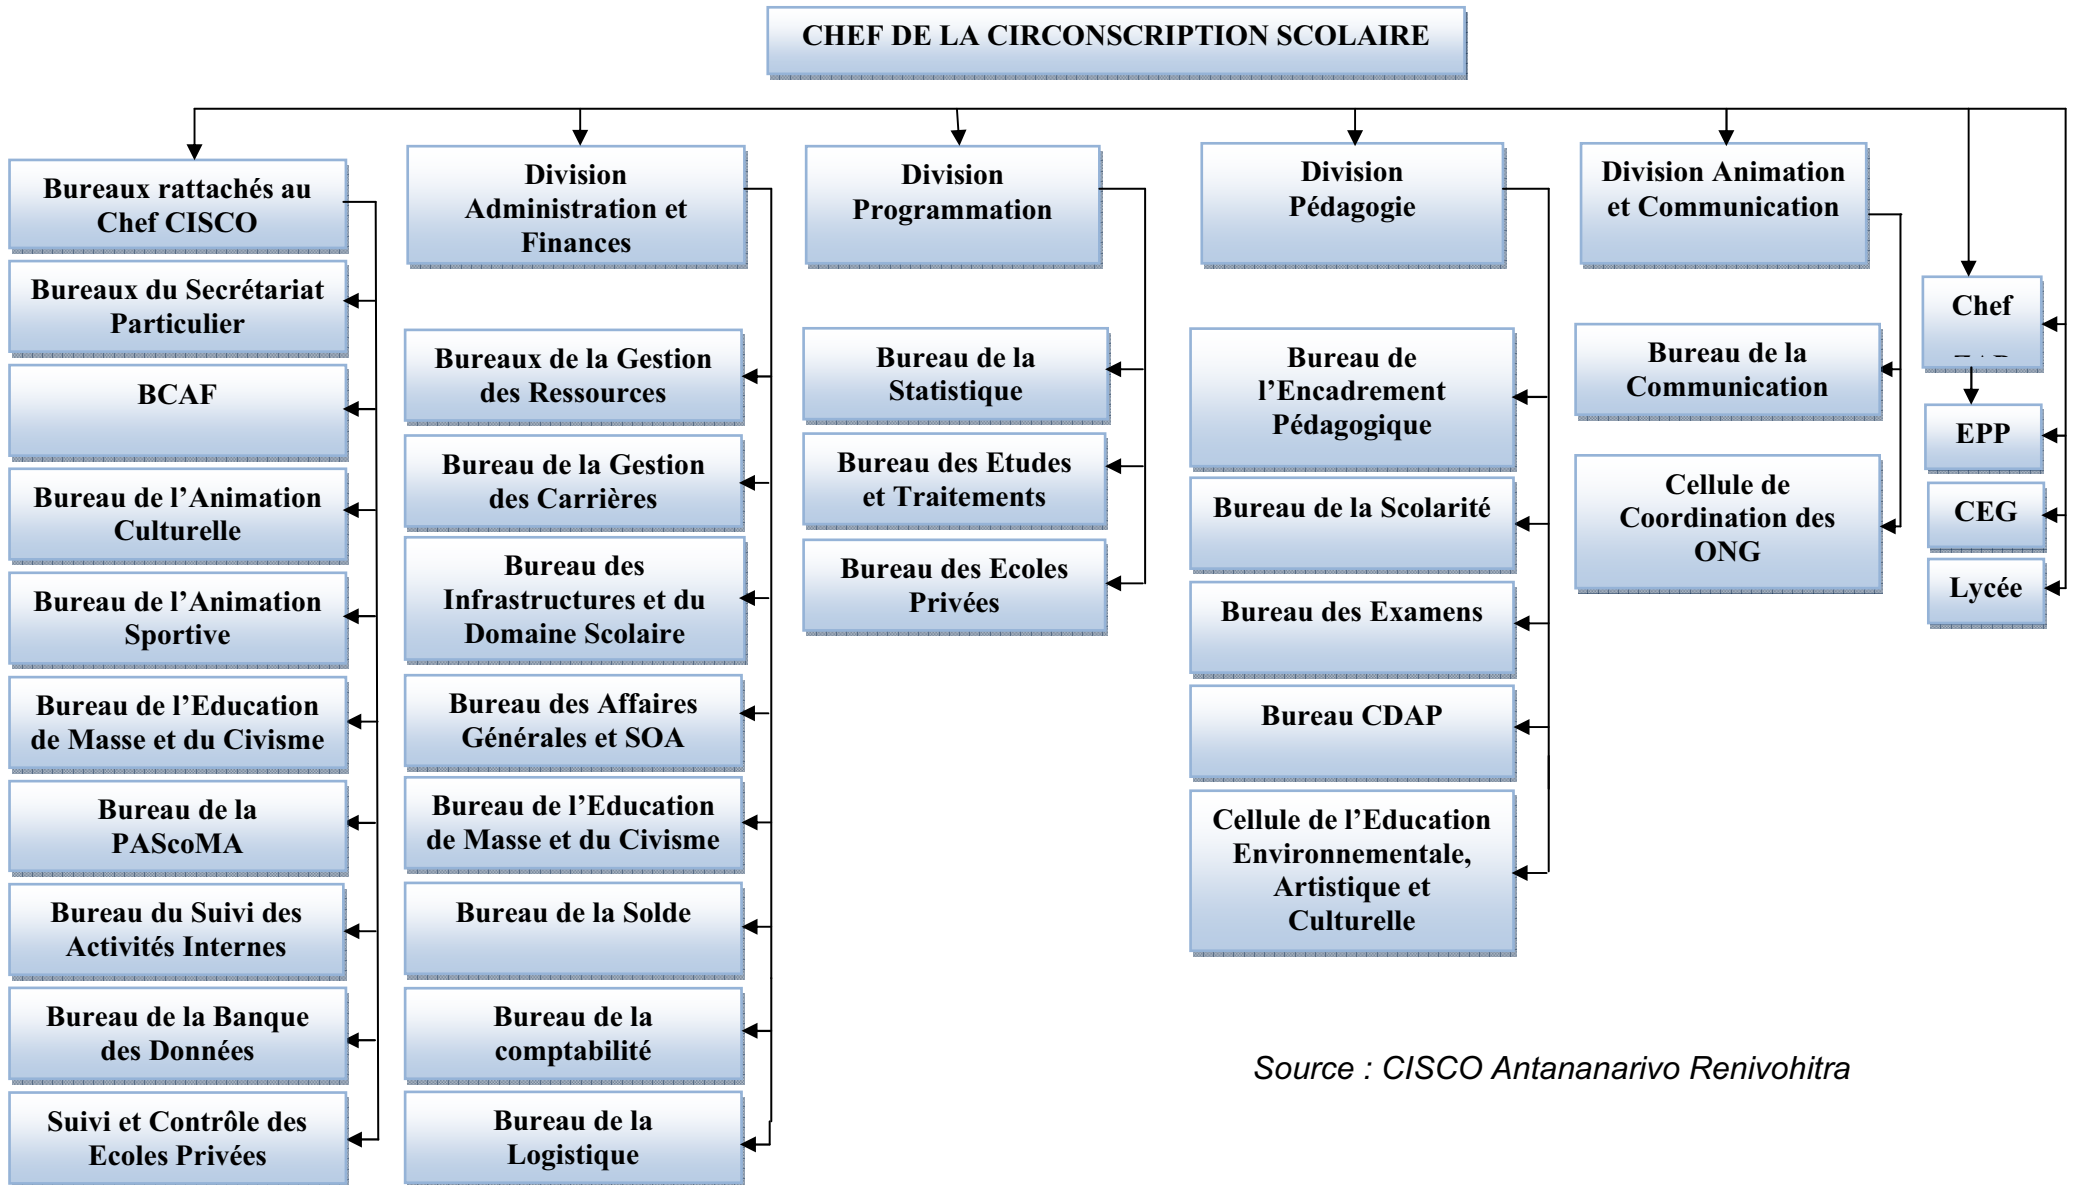 CHEF DE LA CIRCONSCRIPTION SCOLAIRE
Bureaux rattachés au
Chef CISCO
Bureaux du Secrétariat
Particulier
BCAF
Bureau de l’Animation
Culturelle
Bureau de l’Animation
Sportive
Bureau de l’Education
de Masse et du Civisme
Bureau de la
PAScoMA
Bureau du Suivi des
Activités Internes
Bureau de la Banque
des Données
Suivi et Contrôle des
Ecoles Privées
Division
Administration et
Finances
Bureaux de la Gestion
des Ressources
Bureau de la Gestion
des Carrières
Bureau des
Infrastructures et du
Domaine Scolaire
Bureau des Affaires
Générales et SOA
Bureau de l’Education
de Masse et du Civisme
Bureau de la Solde
Bureau de la
comptabilité
Bureau de la
Logistique
Division
Programmation
Bureau de la
Statistique
Bureau des Etudes
et Traitements
Bureau des Ecoles
Privées
Division
Pédagogie
Bureau de
l’Encadrement
Pédagogique
Bureau de la Scolarité
Bureau des Examens
Bureau CDAP
Cellule de l’Education
Environnementale,
Artistique et
Culturelle
Division Animation
et Communication
Bureau de la
Communication
Cellule de
Coordination des
ONG
Chef
EPP
CEG
Lycée
Source : CISCO Antananarivo Renivohitra